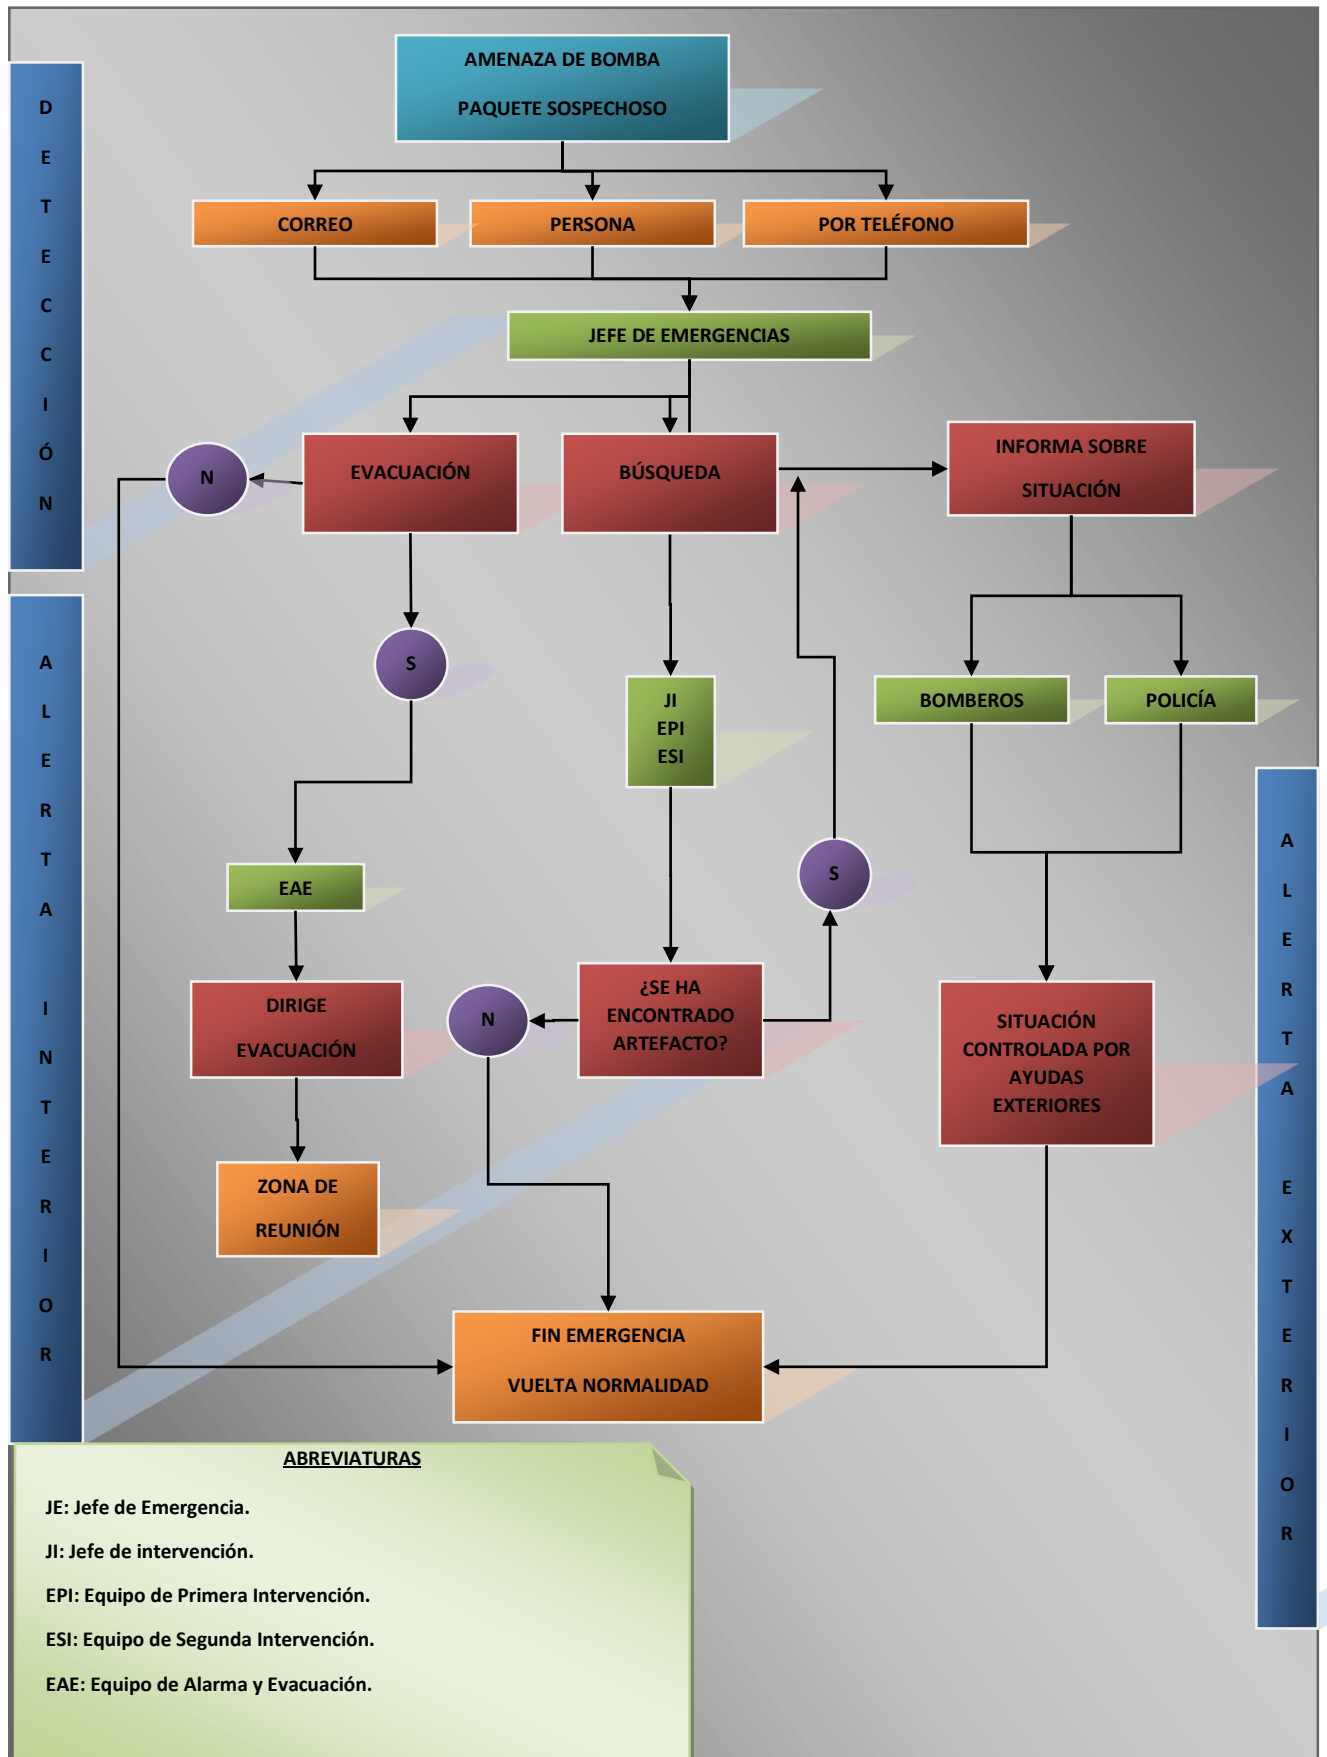 AMENAZA DE BOMBA
PAQUETE SOSPECHOSO
DETECCIÓN
CORREO
PERSONA
POR TELÉFONO
JEFE DE EMERGENCIAS
EVACUACIÓN
BÚSQUEDA
INFORMA SOBRE
SITUACIÓN
N
S
JI
EPI
ESI
BOMBEROS
POLICÍA
ALERTA INTERIOR
ALERTA EXTERIOR
EAE
S
DIRIGE
EVACUACIÓN
N
¿SE HA
ENCONTRADO
ARTEFACTO?
SITUACIÓN
CONTROLADA POR
AYUDAS
EXTERIORES
ZONA DE
REUNIÓN
FIN EMERGENCIA
VUELTA NORMALIDAD
ABREVIATURAS
JE: Jefe de Emergencia.
JI: Jefe de intervención.
EPI: Equipo de Primera Intervención.
ESI: Equipo de Segunda Intervención.
EAE: Equipo de Alarma y Evacuación.